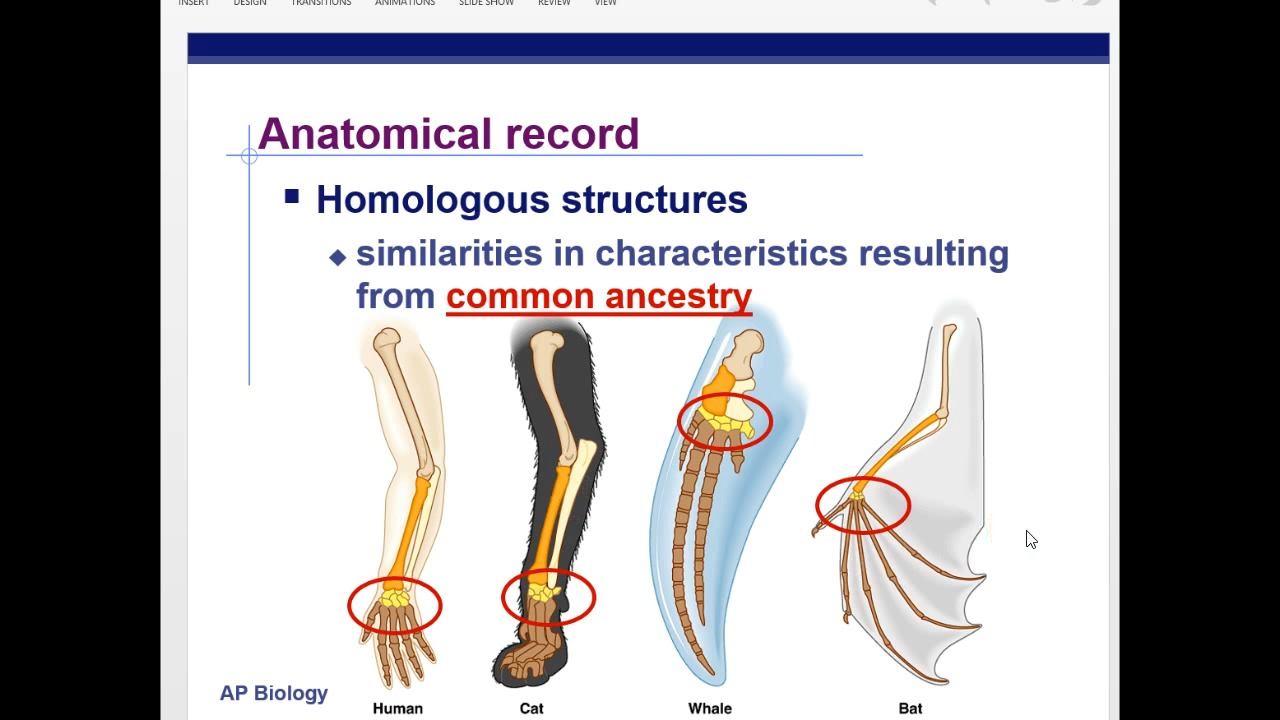 INSERT DESIGN TRANSITIONS ANIMATIONS SLIDE SHOW REVIEW VIEW
Anatomical record
Homologous structures
similarities in characteristics resulting
from common ancestry
AP Biology
Human Cat Whale Bat